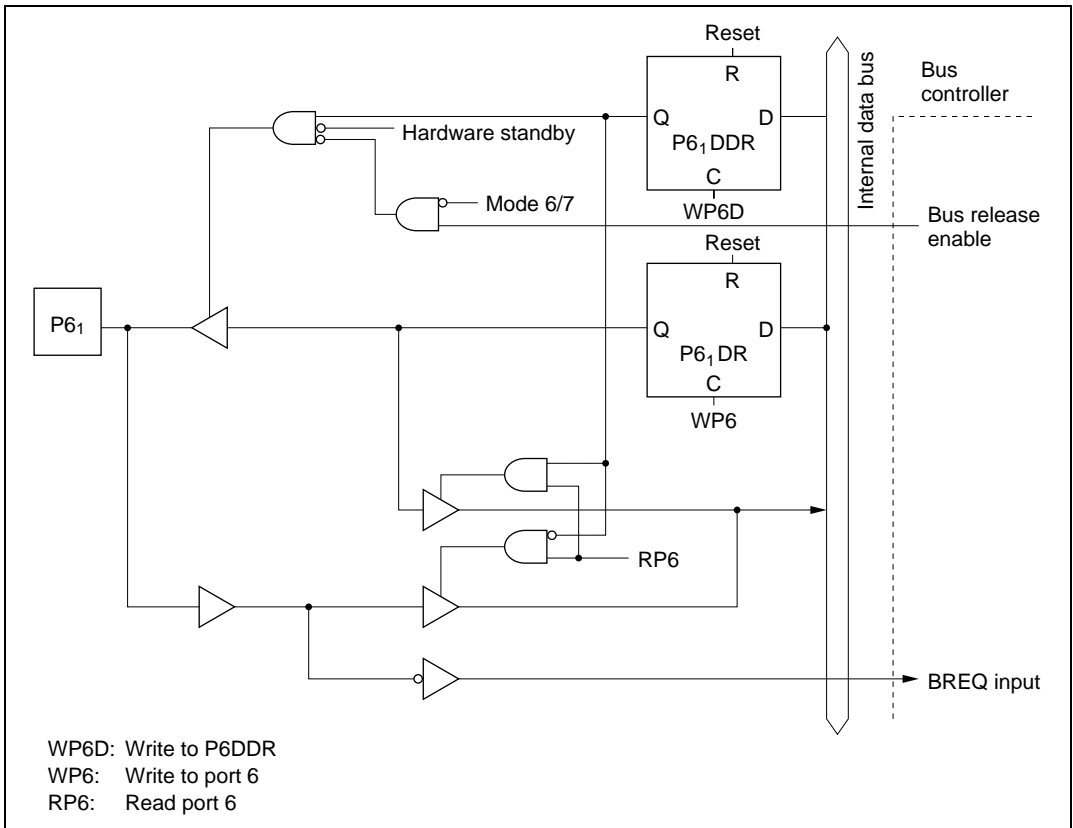 Reset
R
Q
D
P6₁DDR
C
WP6D
Hardware standby
Mode 6/7
Internal data bus
Bus
controller
Bus release
enable
Reset
R
Q
D
P6₁DR
C
WP6
P6₁
RP6
BREQ input
WP6D: Write to P6DDR
WP6: Write to port 6
RP6: Read port 6